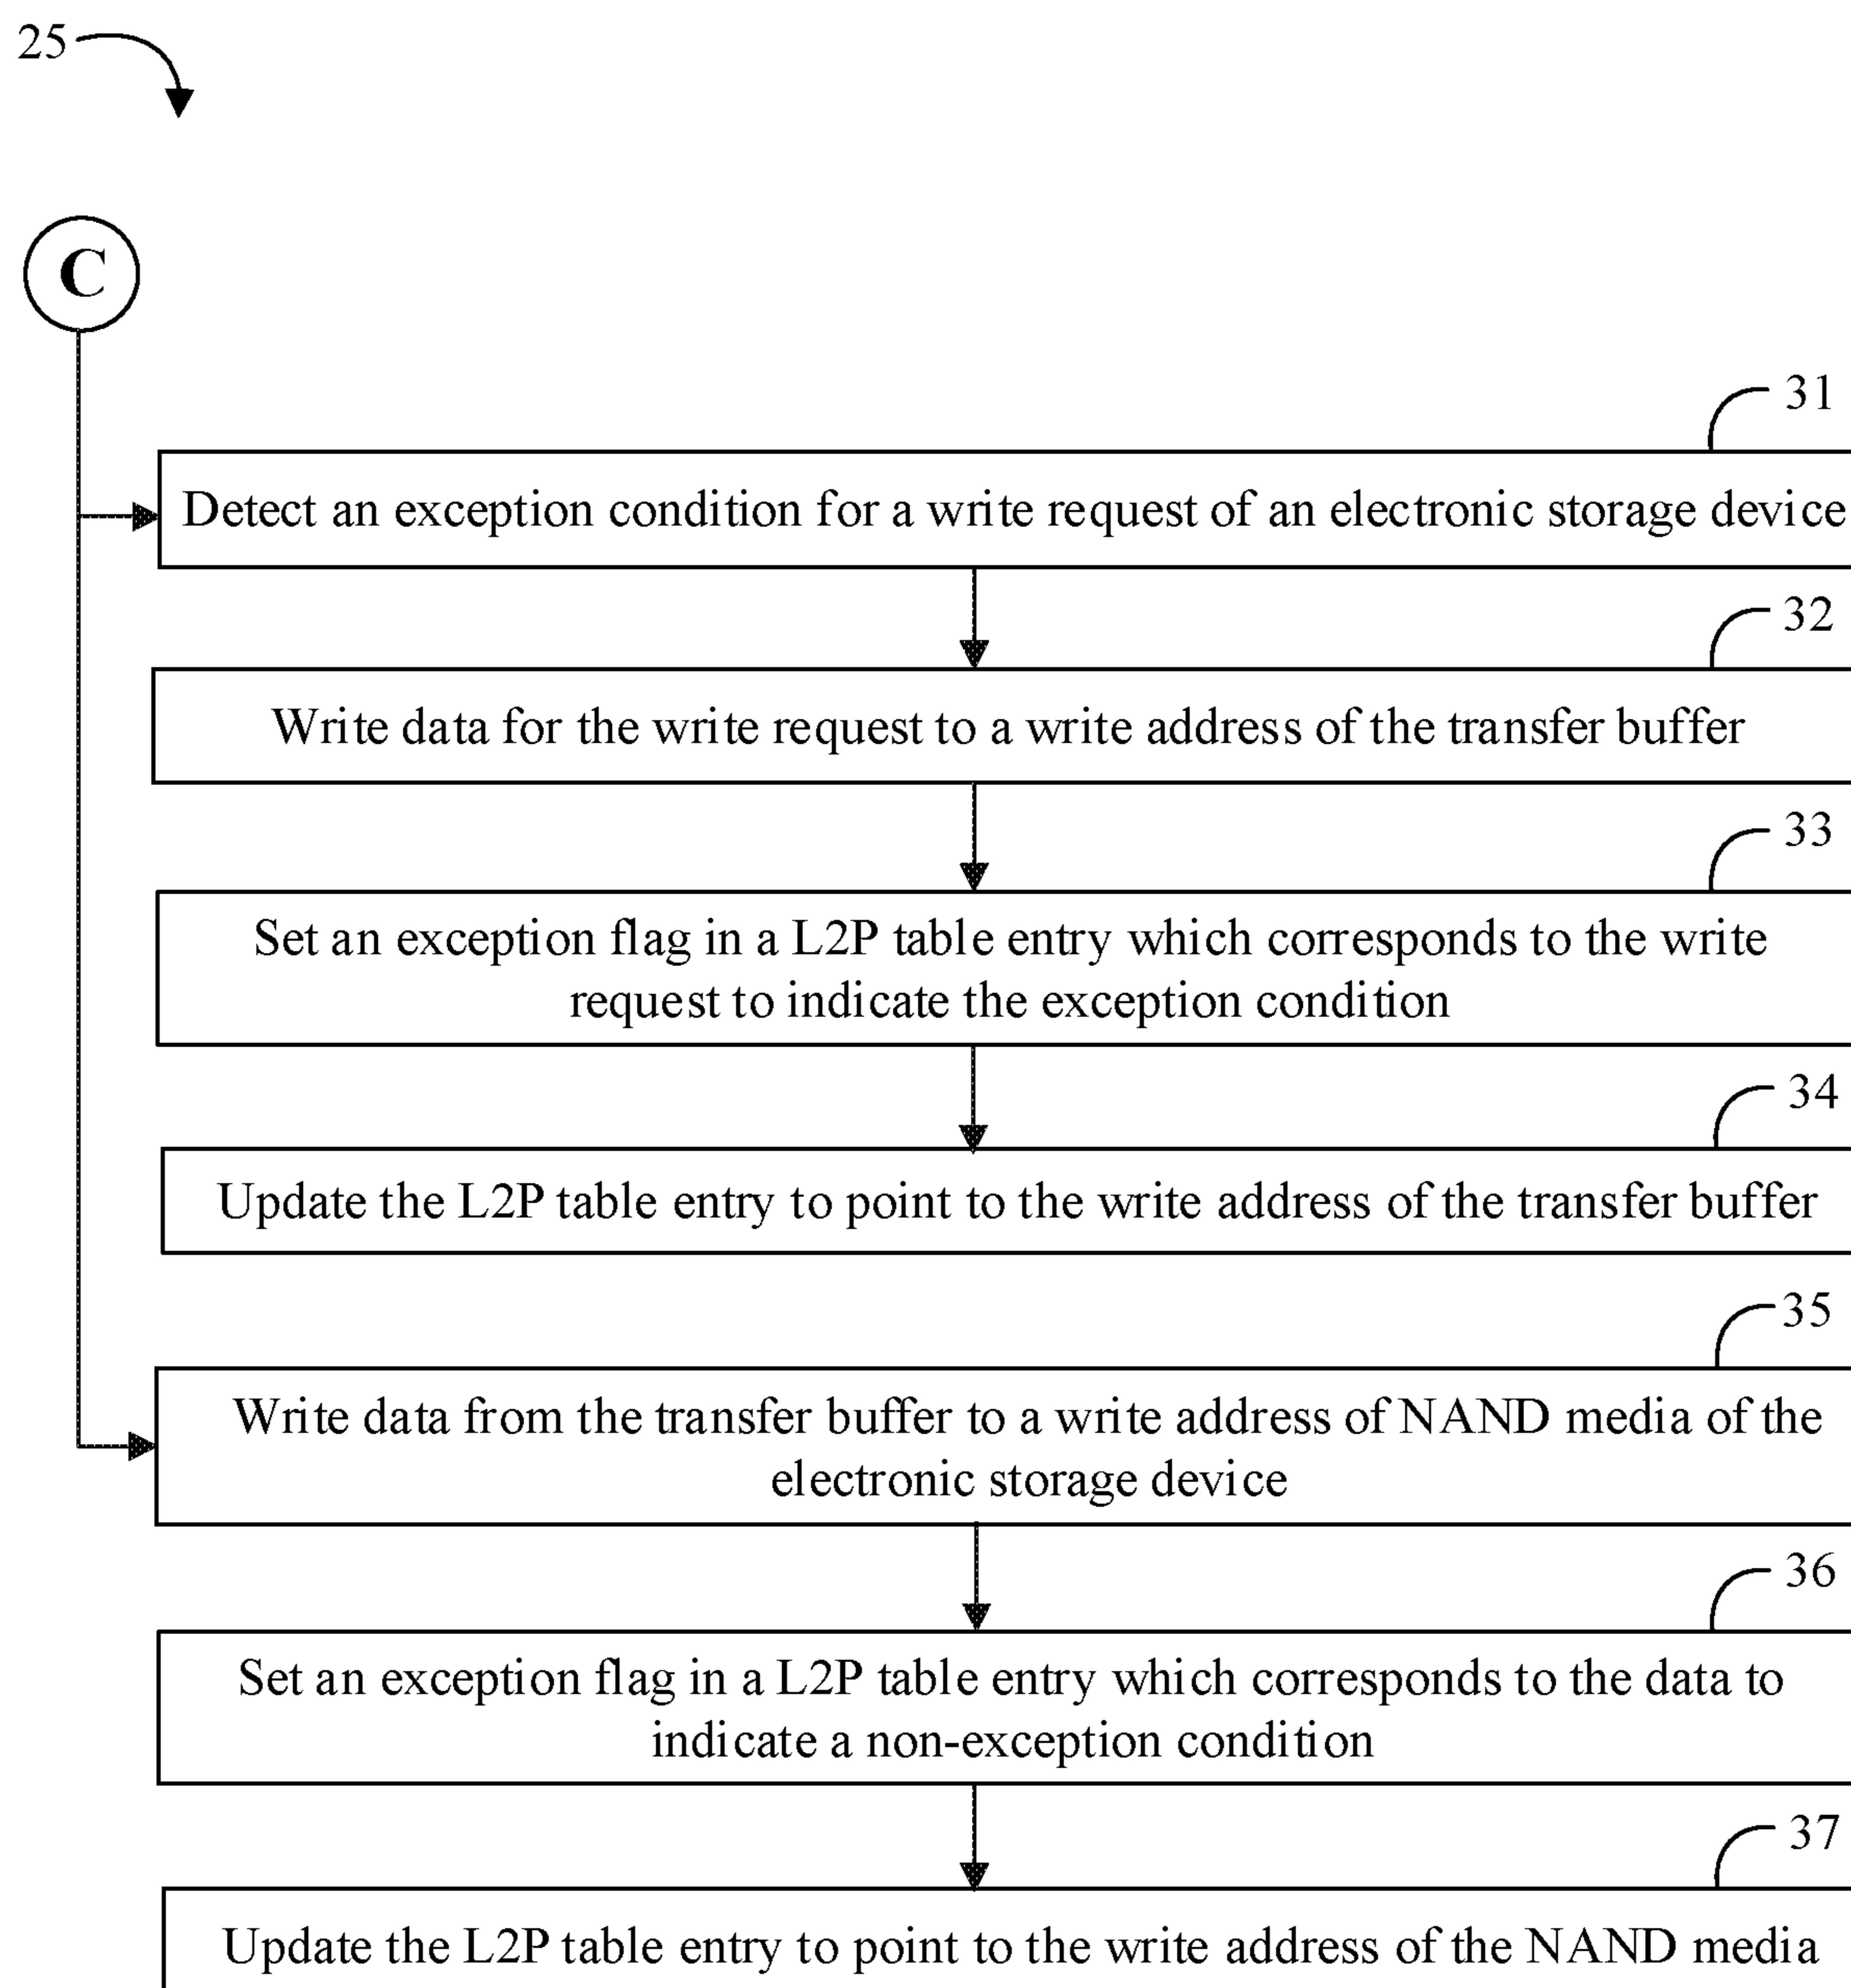 25
C
31
Detect an exception condition for a write request of an electronic storage device
32
Write data for the write request to a write address of the transfer buffer
33
Set an exception flag in a L2P table entry which corresponds to the write
request to indicate the exception condition
34
Update the L2P table entry to point to the write address of the transfer buffer
35
Write data from the transfer buffer to a write address of NAND media of the
electronic storage device
36
Set an exception flag in a L2P table entry which corresponds to the data to
indicate a non-exception condition
37
Update the L2P table entry to point to the write address of the NAND media